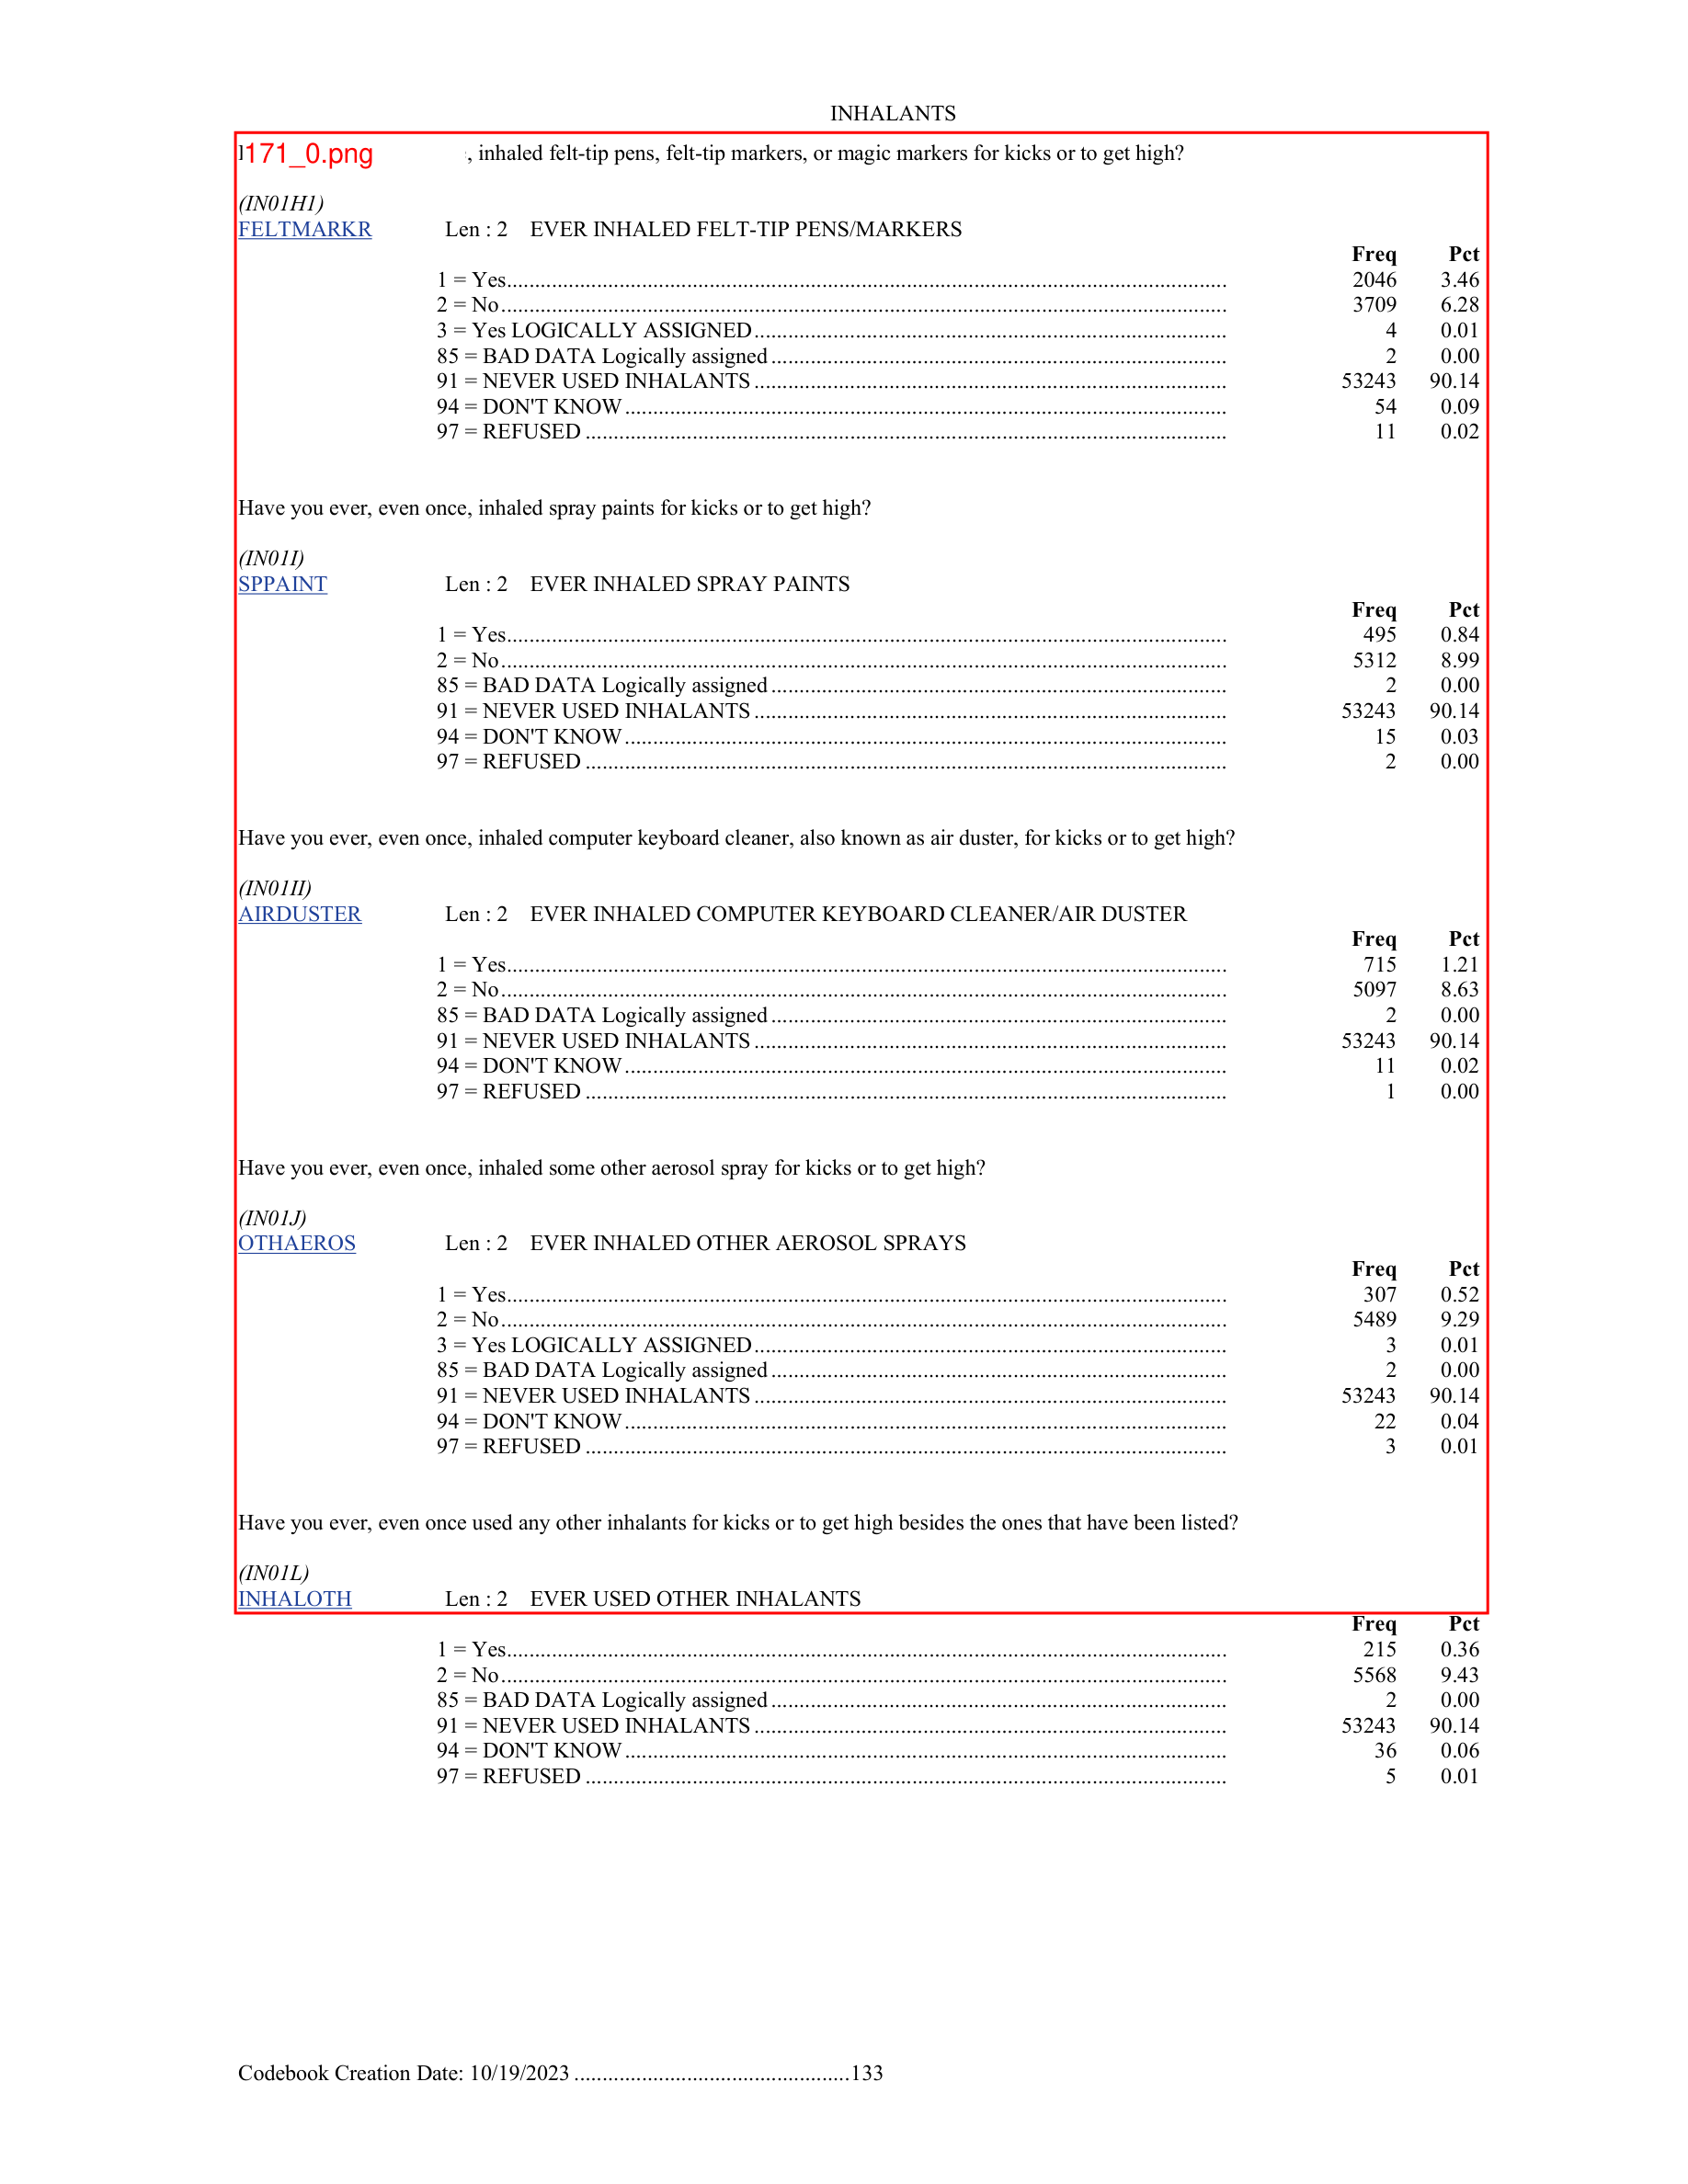 INHALANTS
171_0.png , inhaled felt-tip pens, felt-tip markers, or magic markers for kicks or to get high?
(IN01H1)
FELTMARKR Len : 2 EVER INHALED FELT-TIP PENS/MARKERS
Freq Pct
1 = Yes 2046 3.46
2 = No 3709 6.28
3 = Yes LOGICALLY ASSIGNED 4 0.01
85 = BAD DATA Logically assigned 2 0.00
91 = NEVER USED INHALANTS 53243 90.14
94 = DON'T KNOW 54 0.09
97 = REFUSED 11 0.02
Have you ever, even once, inhaled spray paints for kicks or to get high?
(IN01I)
SPPAINT Len : 2 EVER INHALED SPRAY PAINTS
Freq Pct
1 = Yes 495 0.84
2 = No 5312 8.99
85 = BAD DATA Logically assigned 2 0.00
91 = NEVER USED INHALANTS 53243 90.14
94 = DON'T KNOW 15 0.03
97 = REFUSED 2 0.00
Have you ever, even once, inhaled computer keyboard cleaner, also known as air duster, for kicks or to get high?
(IN01II)
AIRDUSTER Len : 2 EVER INHALED COMPUTER KEYBOARD CLEANER/AIR DUSTER
Freq Pct
1 = Yes 715 1.21
2 = No 5097 8.63
85 = BAD DATA Logically assigned 2 0.00
91 = NEVER USED INHALANTS 53243 90.14
94 = DON'T KNOW 11 0.02
97 = REFUSED 1 0.00
Have you ever, even once, inhaled some other aerosol spray for kicks or to get high?
(IN01J)
OTHAEROS Len : 2 EVER INHALED OTHER AEROSOL SPRAYS
Freq Pct
1 = Yes 307 0.52
2 = No 5489 9.29
3 = Yes LOGICALLY ASSIGNED 3 0.01
85 = BAD DATA Logically assigned 2 0.00
91 = NEVER USED INHALANTS 53243 90.14
94 = DON'T KNOW 22 0.04
97 = REFUSED 3 0.01
Have you ever, even once used any other inhalants for kicks or to get high besides the ones that have been listed?
(IN01L)
INHALOTH Len : 2 EVER USED OTHER INHALANTS
Freq Pct
1 = Yes 215 0.36
2 = No 5568 9.43
85 = BAD DATA Logically assigned 2 0.00
91 = NEVER USED INHALANTS 53243 90.14
94 = DON'T KNOW 36 0.06
97 = REFUSED 5 0.01
Codebook Creation Date: 10/19/2023 133